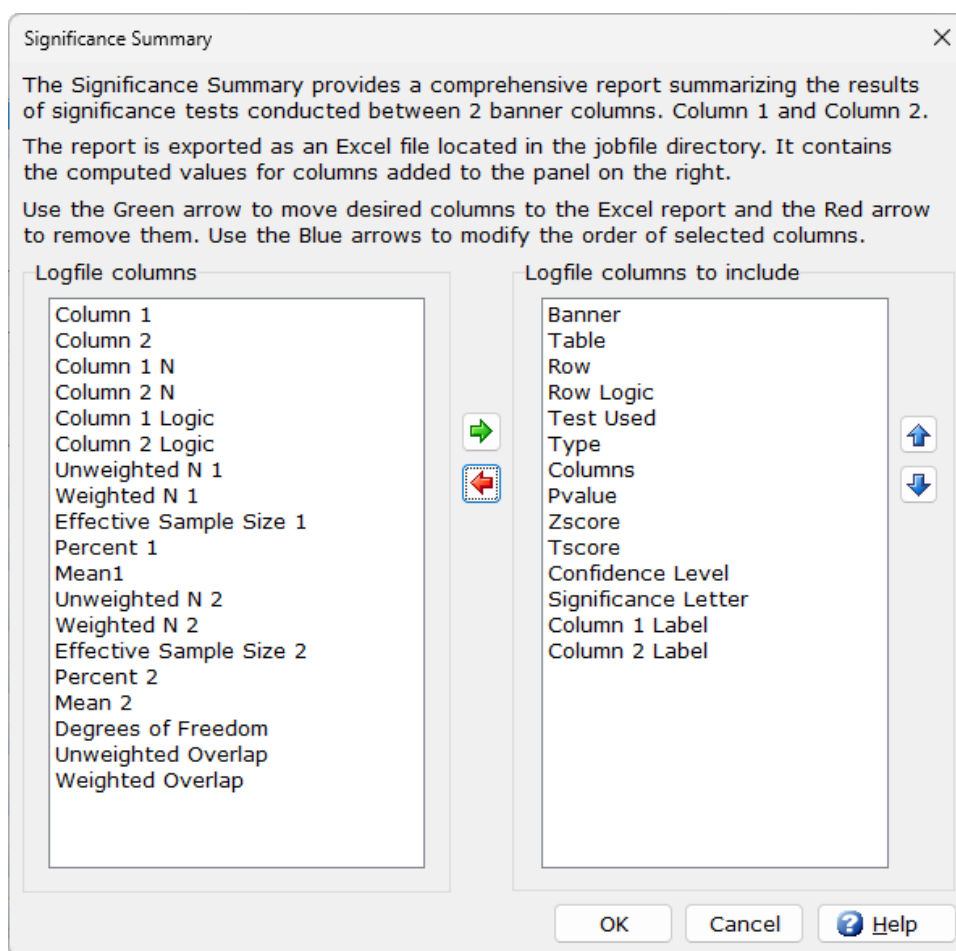 Significance Summary
The Significance Summary provides a comprehensive report summarizing the results
of significance tests conducted between 2 banner columns. Column 1 and Column 2.
The report is exported as an Excel file located in the jobfile directory. It contains
the computed values for columns added to the panel on the right.
Use the Green arrow to move desired columns to the Excel report and the Red arrow
to remove them. Use the Blue arrows to modify the order of selected columns.
Logfile columns
Column 1
Column 2
Column 1 N
Column 2 N
Column 1 Logic
Column 2 Logic
Unweighted N 1
Weighted N 1
Effective Sample Size 1
Percent 1
Mean1
Unweighted N 2
Weighted N 2
Effective Sample Size 2
Percent 2
Mean 2
Degrees of Freedom
Unweighted Overlap
Weighted Overlap
Logfile columns to include
Banner
Table
Row
Row Logic
Test Used
Type
Columns
Pvalue
Zscore
Tscore
Confidence Level
Significance Letter
Column 1 Label
Column 2 Label
OK
Cancel
Help